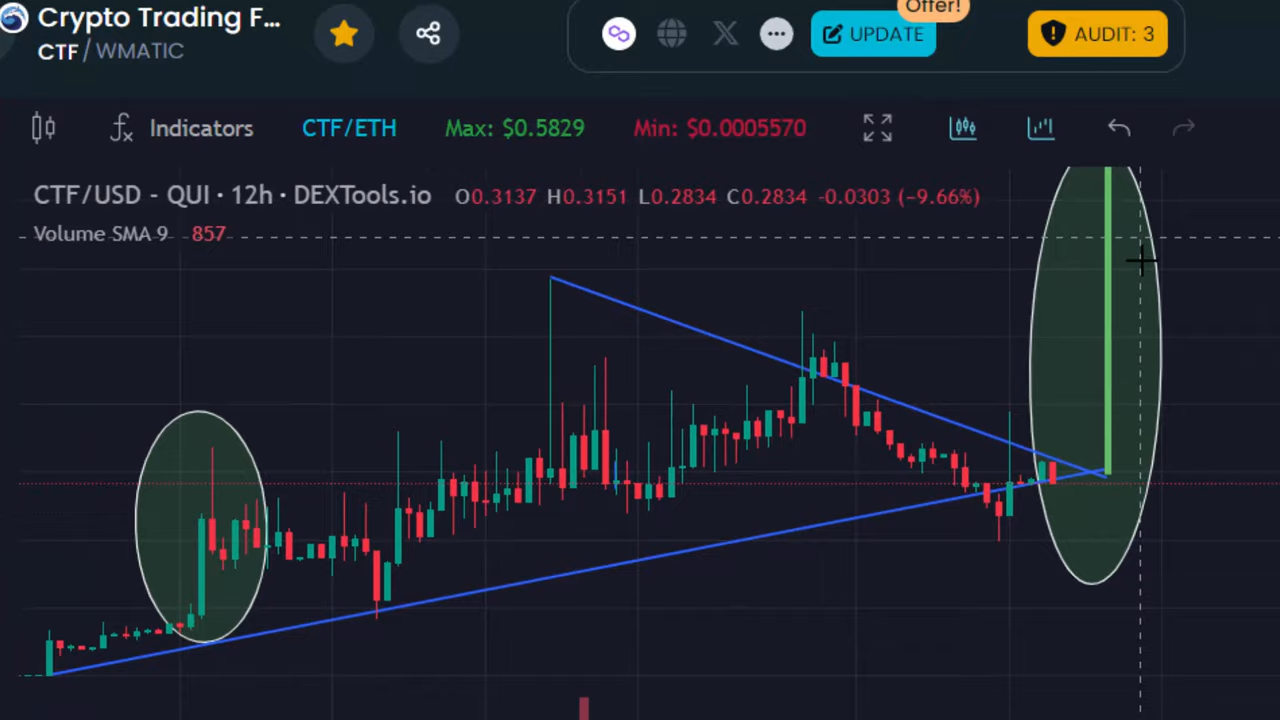 Crypto Trading F...
CTF / WMATIC
Offer!
UPDATE
AUDIT: 3
Indicators
CTF/ETH
Max: $0.5829
Min: $0.0005570
CTF/USD - QUI · 12h · DEXTools.io O0.3137 H0.3151 L0.2834 C0.2834 -0.0303 (−9.66%)
Volume SMA 9 857